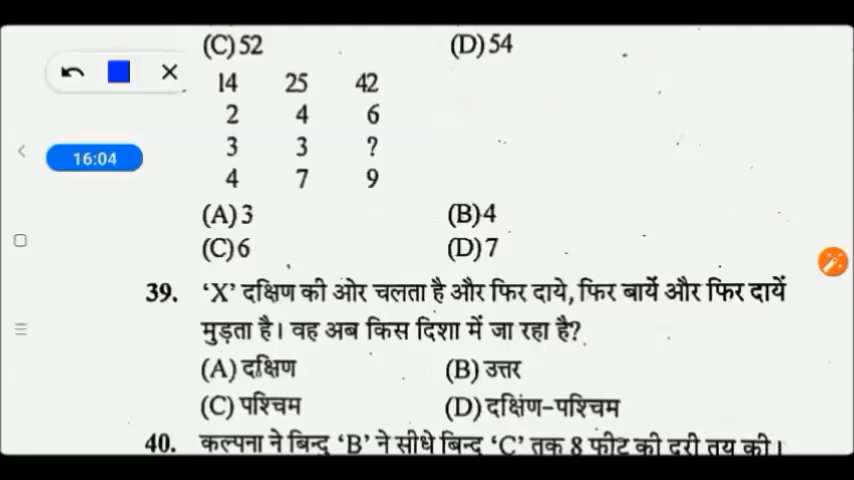 (C) 52 (D) 54
14 25 42
2 4 6
16:04
3 3 ?
4 7 9
(A) 3 (B) 4
(C) 6 (D) 7
39. ‘X’ दक्षिण की ओर चलता है और फिर दाये, फिर बायें और फिर दायें
मुड़ता है। वह अब किस दिशा में जा रहा है?
(A) दक्षिण (B) उत्तर
(C) पश्चिम (D) दक्षिंण-पश्चिम
40. कल्पना ने बिन्दु ‘B’ ने सीधे बिन्दु ‘C’ तक 8 फीट की दूरी तय की।